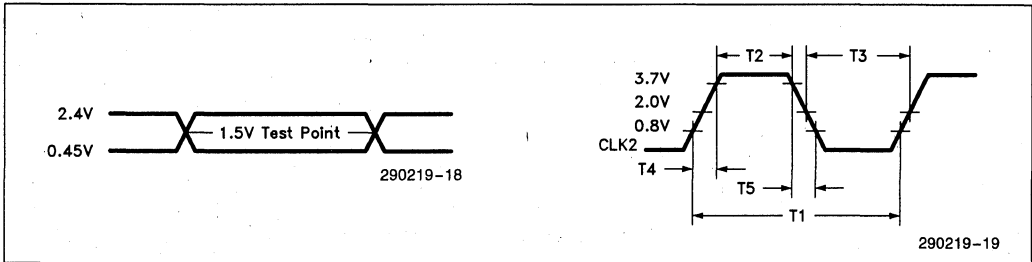 2.4V
0.45V
1.5V Test Point
290219-18
T2
T3
3.7V
2.0V
0.8V
CLK2
T4
T5
T1
290219-19